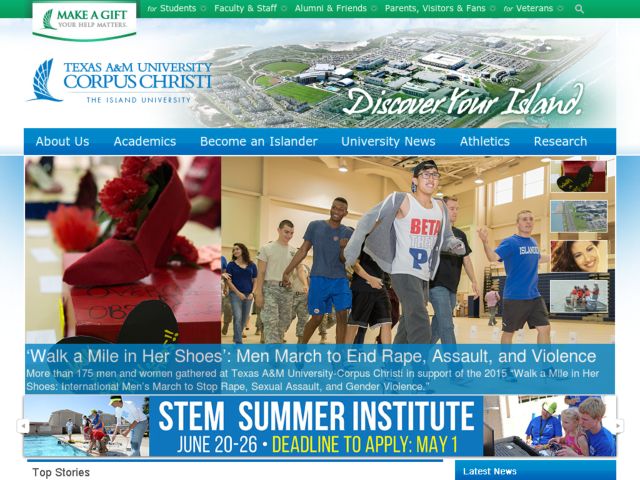 MAKE A GIFT
YOUR HELP MATTERS.
for Students Faculty & Staff Alumni & Friends Parents, Visitors & Fans for Veterans
TEXAS A&M UNIVERSITY
CORPUS CHRISTI
THE ISLAND UNIVERSITY
Discover Your Island.
About Us Academics Become an Islander University News Athletics Research
BETA
ISLANDERS
‘Walk a Mile in Her Shoes’: Men March to End Rape, Assault, and Violence
More than 175 men and women gathered at Texas A&M University-Corpus Christi in support of the 2015 “Walk a Mile in Her
Shoes: International Men's March to Stop Rape, Sexual Assault, and Gender Violence.”
STEM SUMMER INSTITUTE
JUNE 20-26 • DEADLINE TO APPLY: MAY 1
Top Stories Latest News